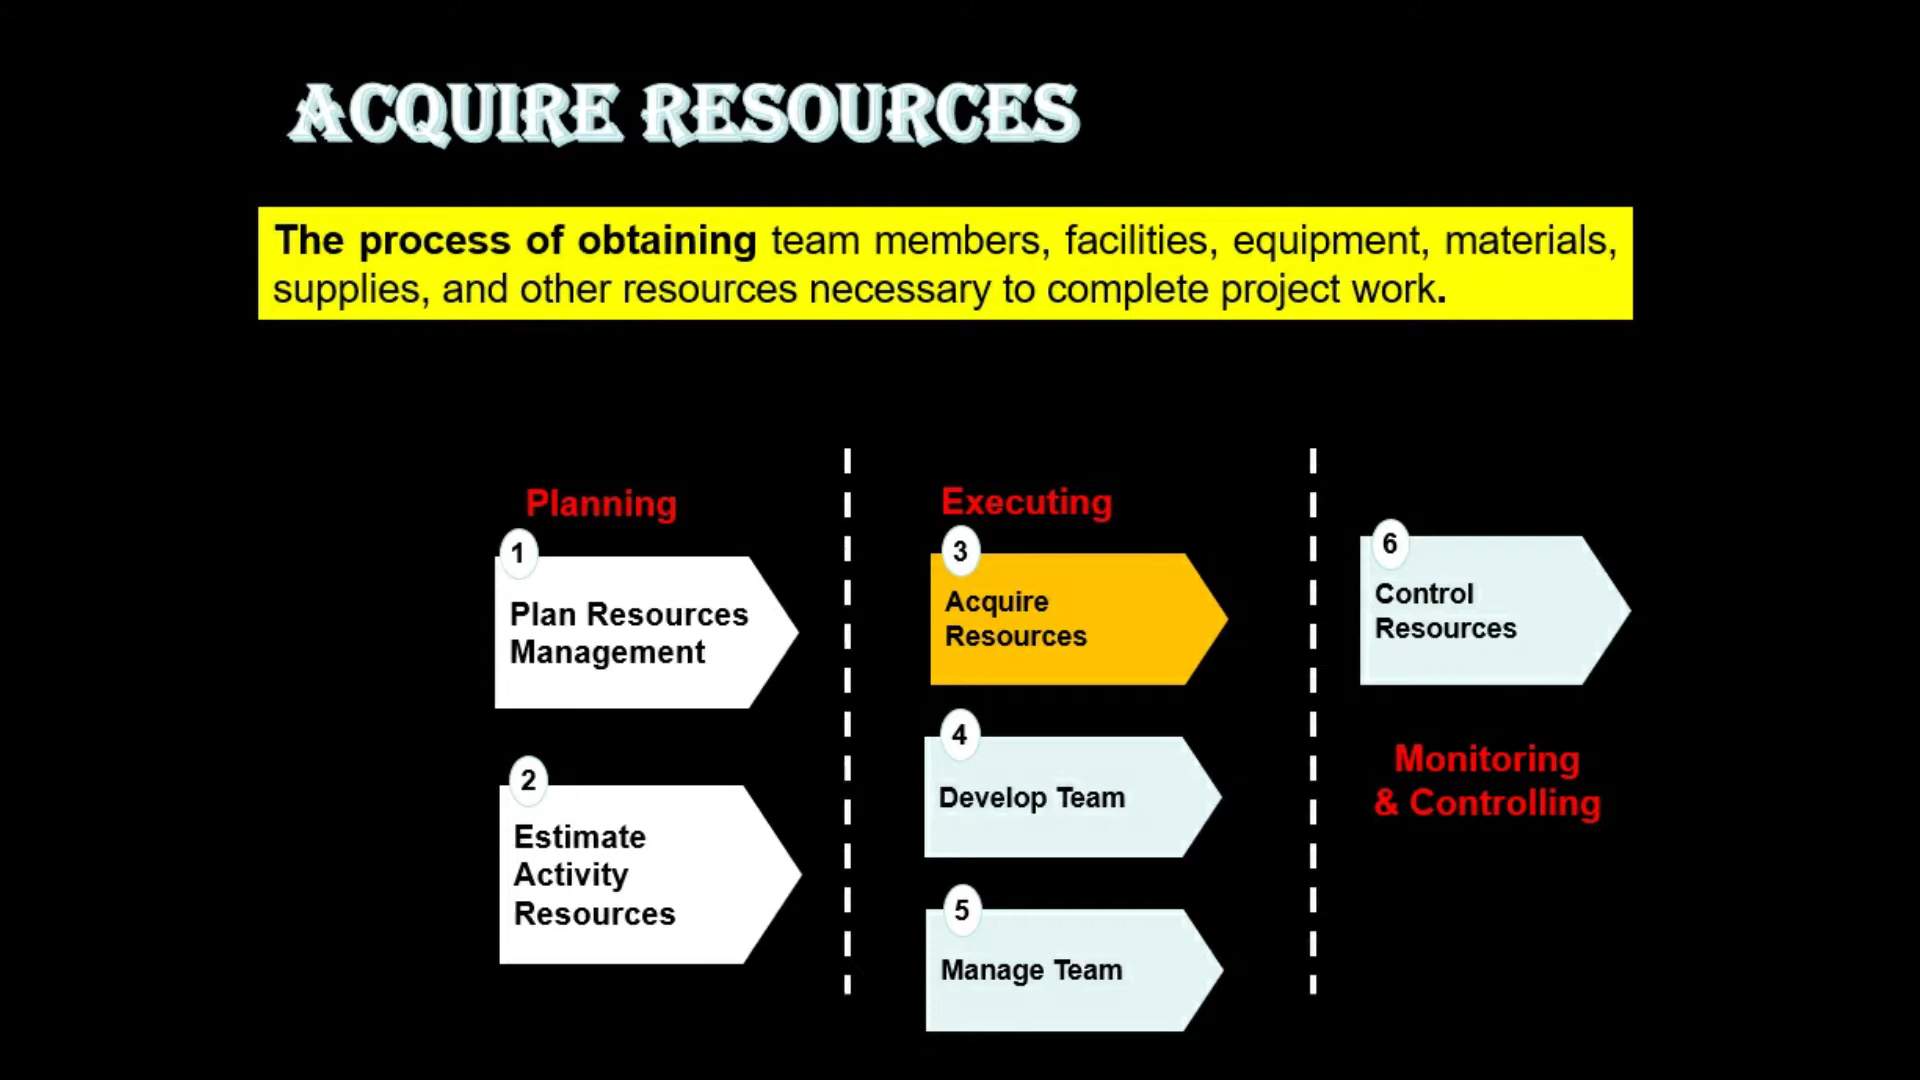 ACQUIRE RESOURCES
The process of obtaining team members, facilities, equipment, materials,
supplies, and other resources necessary to complete project work.
Planning
1
Plan Resources
Management
2
Estimate
Activity
Resources
Executing
3
Acquire
Resources
4
Develop Team
5
Manage Team
6
Control
Resources
Monitoring
& Controlling